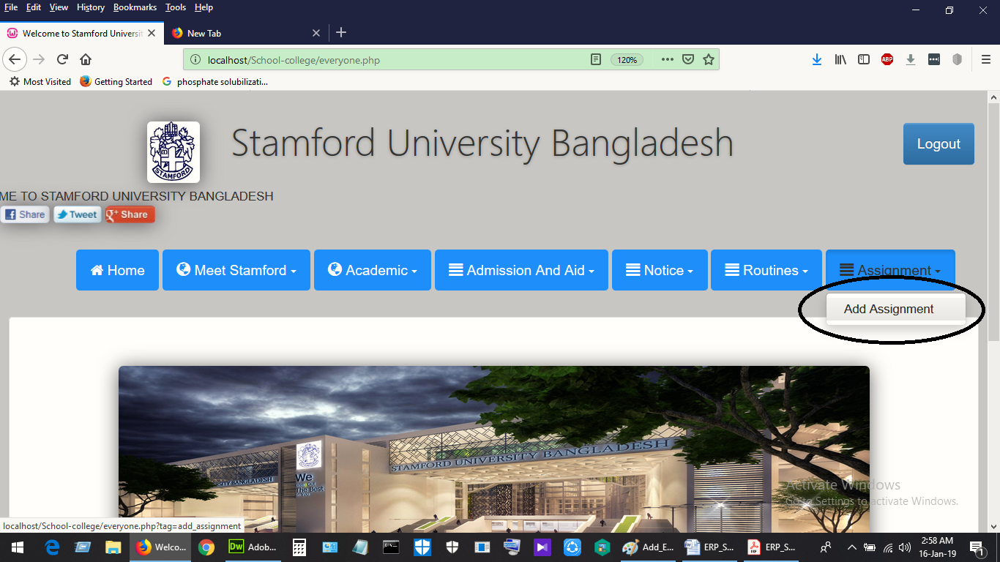 File Edit View History Bookmarks Tools Help
Welcome to Stamford Universit
New Tab
localhost/School-college/everyone.php
120%
ABP
Most Visited
Getting Started
phosphate solubilizati...
STAMFORD
Stamford University Bangladesh
Logout
ME TO STAMFORD UNIVERSITY BANGLADESH
Share Tweet Share
Home Meet Stamford Academic Admission And Aid Notice Routines Assignment
Add Assignment
STAMFORD UNIVERSITY BANGLADESH
BANGLADESH
We
The Best
Activate Windows
Go to Settings to activate Windows.
localhost/School-college/everyone.php?tag=add_assignment
Welco...
Dw Adob...
Add_E...
ERP_S...
ERP_S...
2:58 AM
16-Jan-19
1